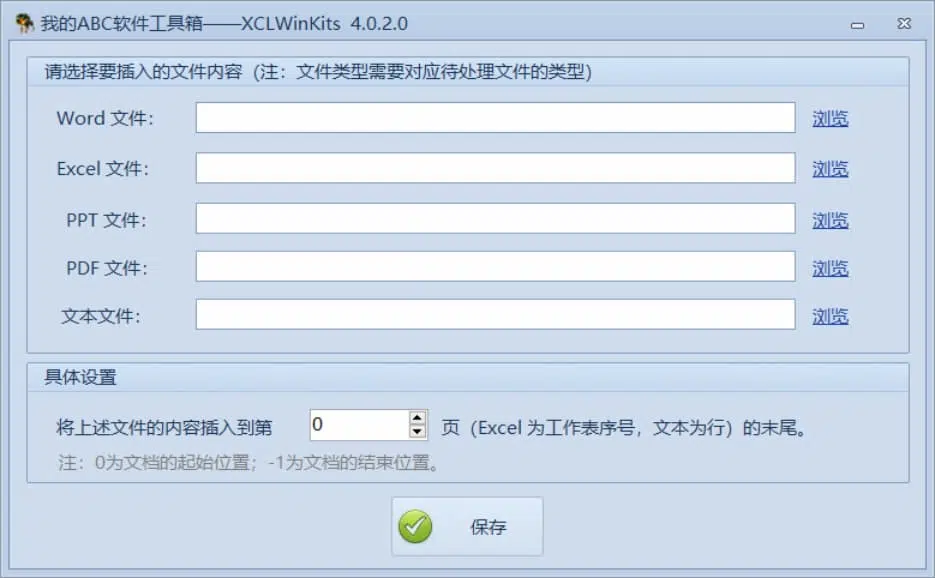 我的ABC软件工具箱——XCLWinKits 4.0.2.0
请选择要插入的文件内容（注：文件类型需要对应待处理文件的类型）
Word 文件： 浏览
Excel 文件： 浏览
PPT 文件： 浏览
PDF 文件： 浏览
文本文件： 浏览
具体设置
将上述文件的内容插入到第 0 页（Excel 为工作表序号，文本为行）的末尾。
注：0为文档的起始位置；-1为文档的结束位置。
保存